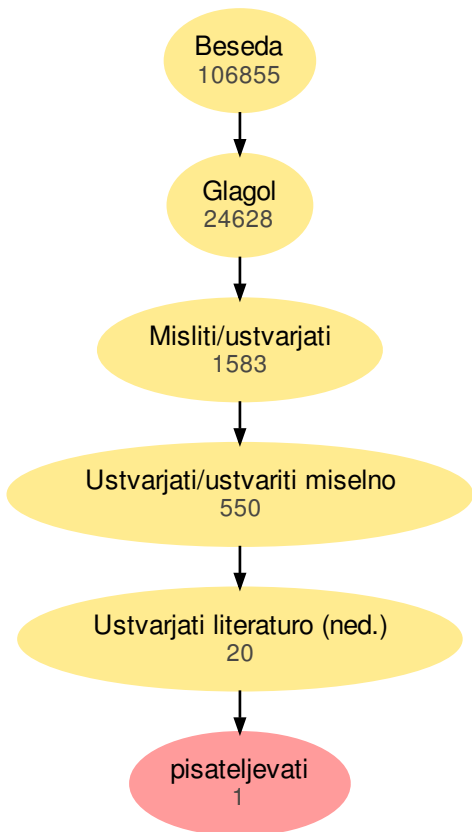 Beseda
106855
Glagol
24628
Misliti/ustvarjati
1583
Ustvarjati/ustvariti miselno
550
Ustvarjati literaturo (ned.)
20
pisateljevati
1